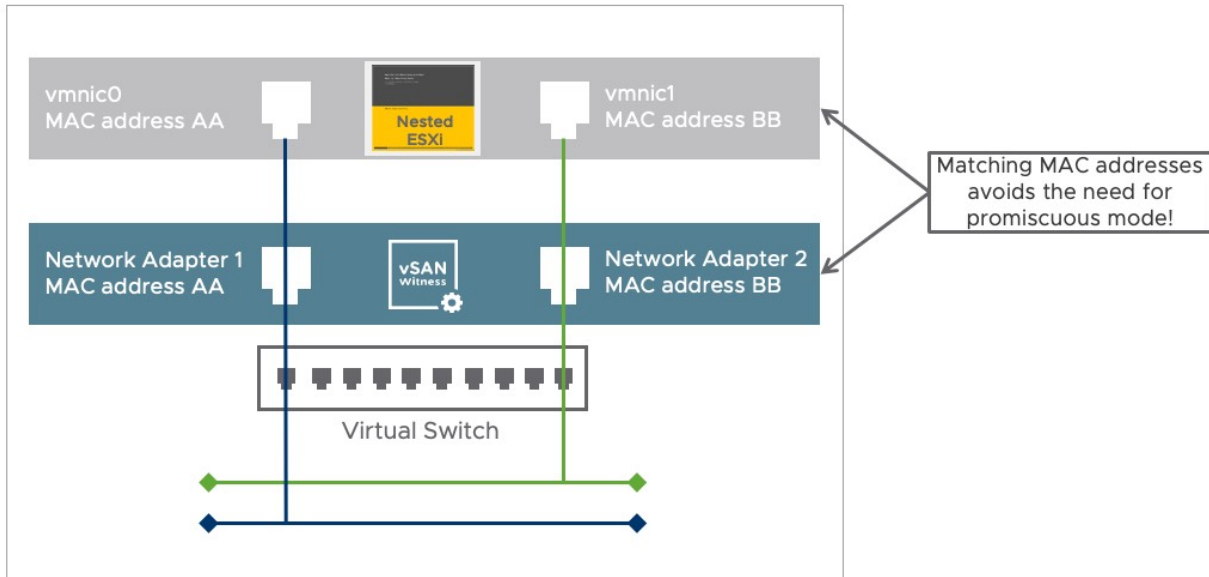 vmnic0
MAC address AA
Nested
ESXi
vmnic1
MAC address BB
Matching MAC addresses
avoids the need for
promiscuous mode!
Network Adapter 1
MAC address AA
vSAN
Witness
Network Adapter 2
MAC address BB
Virtual Switch